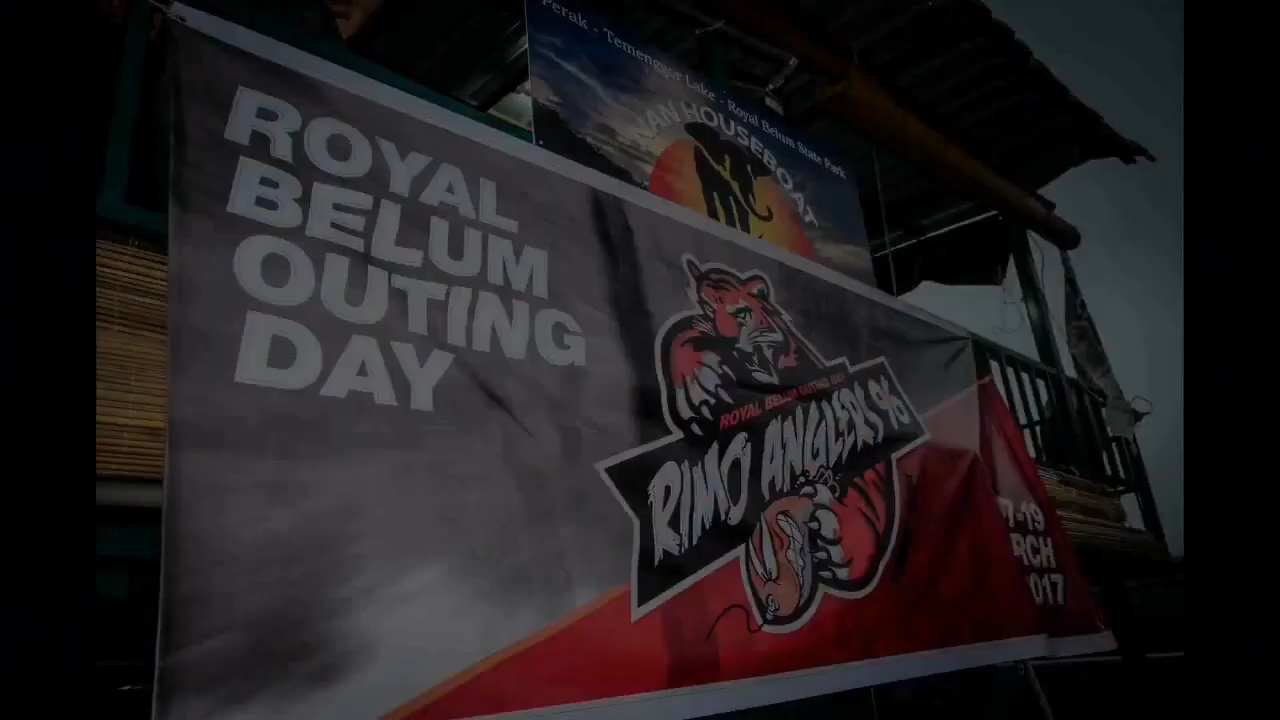 Perak - Temenggor Lake - Royal Belum State Park
HOUSEBOAT
ROYAL
BELUM
OUTING
DAY
ROYAL BELUM OUTING DAY
RIMO ANGLERS 96